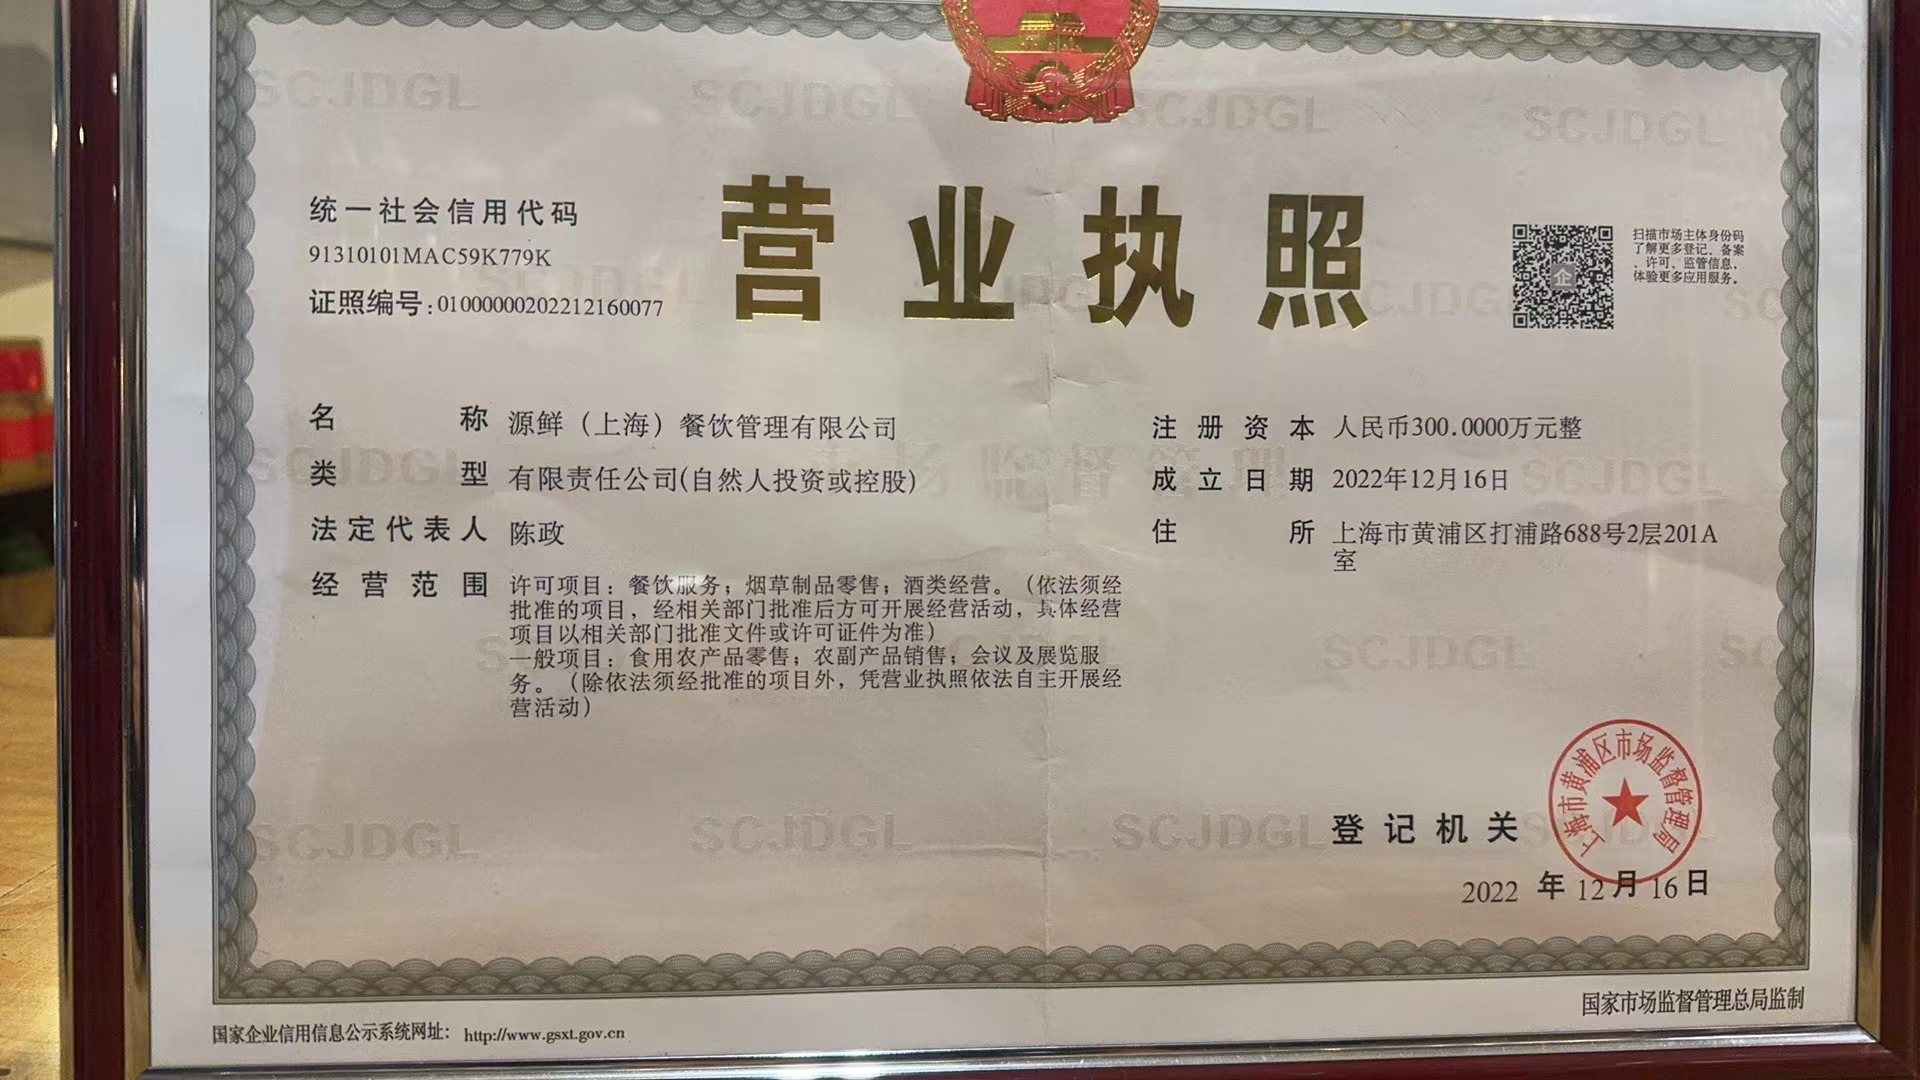 营业执照
统一社会信用代码
91310101MAC59K779K
证照编号:01000000202212160077
扫描市场主体身份码
了解更多登记、备案
、许可、监管信息，
体验更多应用服务。
名称 源鲜（上海）餐饮管理有限公司
类型 有限责任公司(自然人投资或控股)
法定代表人 陈政
经营范围 许可项目：餐饮服务；烟草制品零售；酒类经营。（依法须经
批准的项目，经相关部门批准后方可开展经营活动，具体经营
项目以相关部门批准文件或许可证件为准）
一般项目：食用农产品零售；农副产品销售；会议及展览服
务。（除依法须经批准的项目外，凭营业执照依法自主开展经
营活动）
注册资本 人民币300.0000万元整
成立日期 2022年12月16日
住所 上海市黄浦区打浦路688号2层201A
室
登记机关
上海市黄浦区市场监督管理局
2022 年 12 月 16 日
国家企业信用信息公示系统网址： http://www.gsxt.gov.cn
国家市场监督管理总局监制
SCJDGL
市场监督管理
企